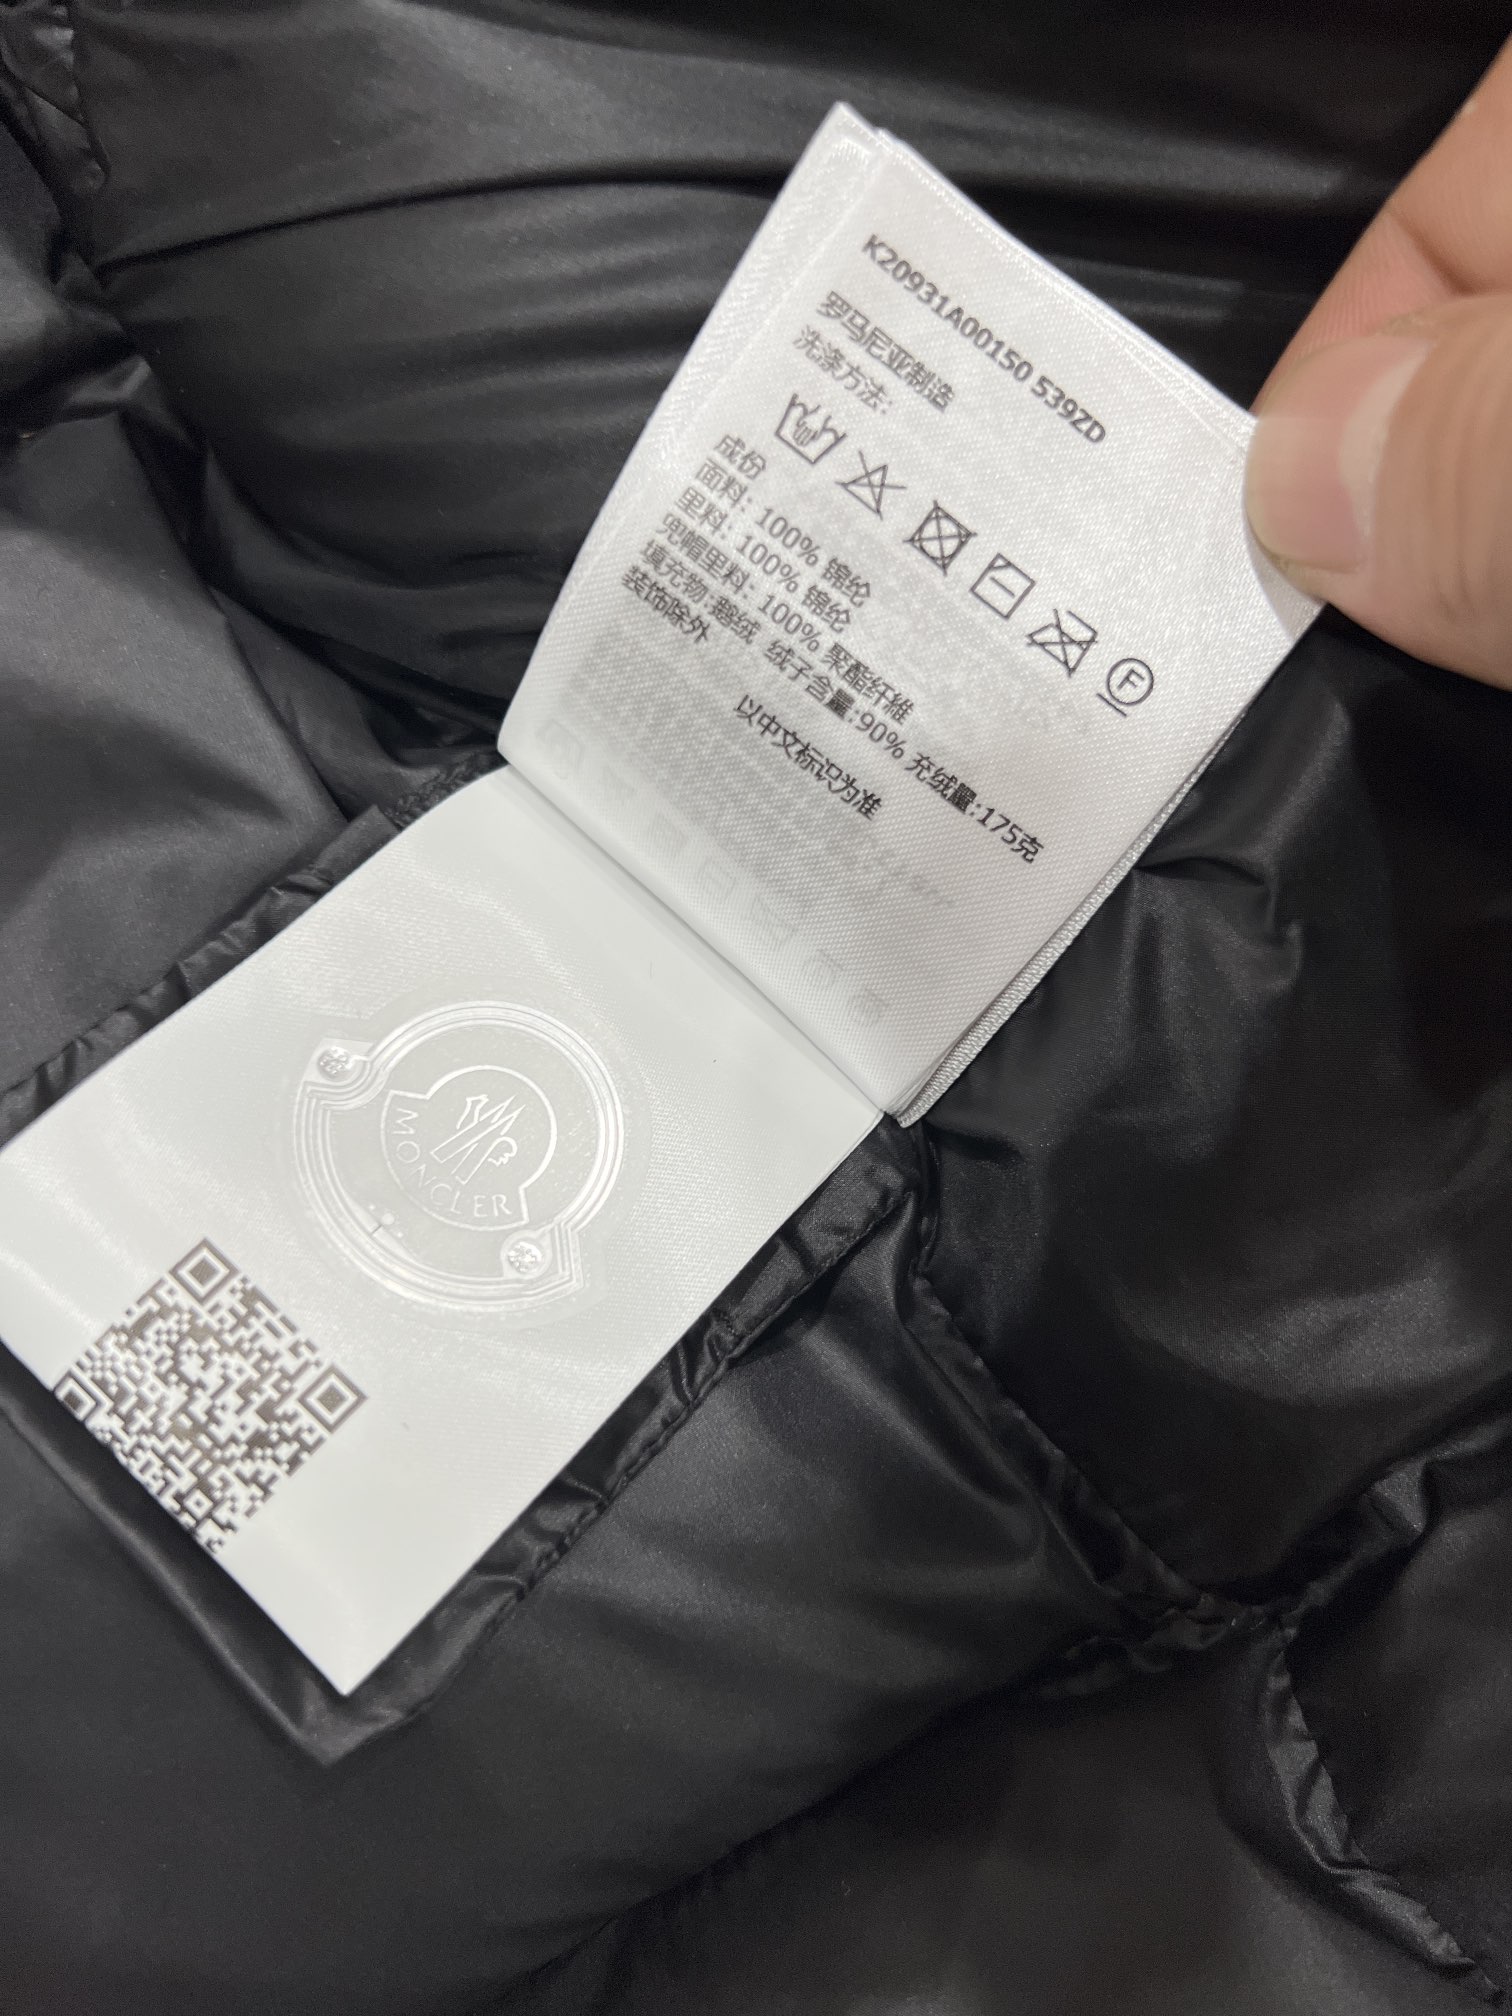 K20931A00150 539ZD
罗马尼亚制造
洗涤方法:
F
成份
面料: 100% 锦纶
里料: 100% 锦纶
兜帽里料: 100% 聚酯纤維
填充物:鹅绒 绒子含量:90% 充绒量:175克
装饰除外
以中文标识为准
MONCLER